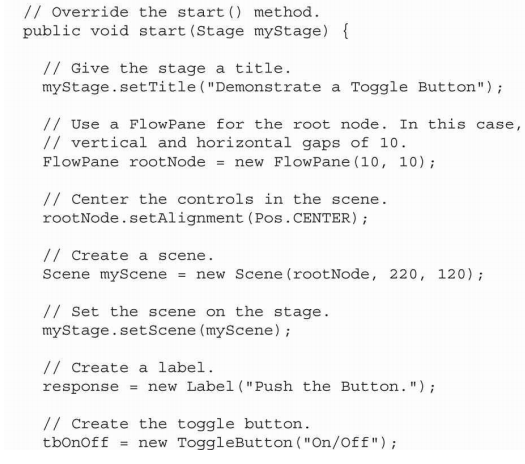 // Override the start() method.
public void start(Stage myStage) {
// Give the stage a title.
myStage.setTitle("Demonstrate a Toggle Button");
// Use a FlowPane for the root node. In this case,
// vertical and horizontal gaps of 10.
FlowPane rootNode = new FlowPane(10, 10);
// Center the controls in the scene.
rootNode.setAlignment(Pos.CENTER);
// Create a scene.
Scene myScene = new Scene(rootNode, 220, 120);
// Set the scene on the stage.
myStage.setScene(myScene);
// Create a label.
response = new Label("Push the Button.");
// Create the toggle button.
tbOnOff = new ToggleButton("On/Off");